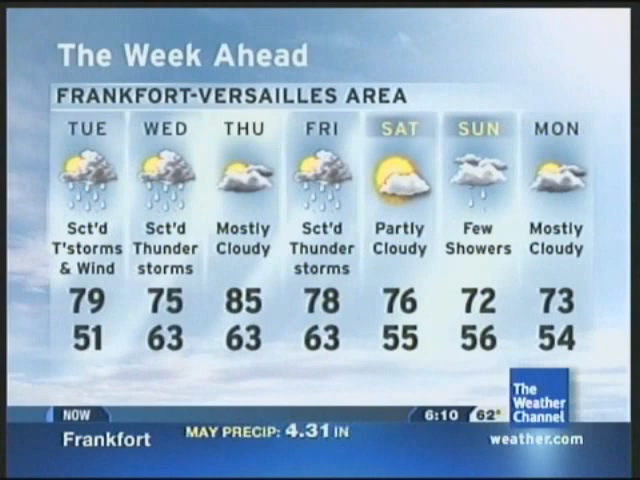 The Week Ahead
FRANKFORT-VERSAILLES AREA
TUE WED THU FRI SAT SUN MON
Sct'd Sct'd Mostly Sct'd Partly Few Mostly
T'storms Thunder Cloudy Thunder Cloudy Showers Cloudy
& Wind storms storms
79 75 85 78 76 72 73
51 63 63 63 55 56 54
The
Weather
Channel
NOW 6:10 62°
Frankfort MAY PRECIP: 4.31 IN weather.com